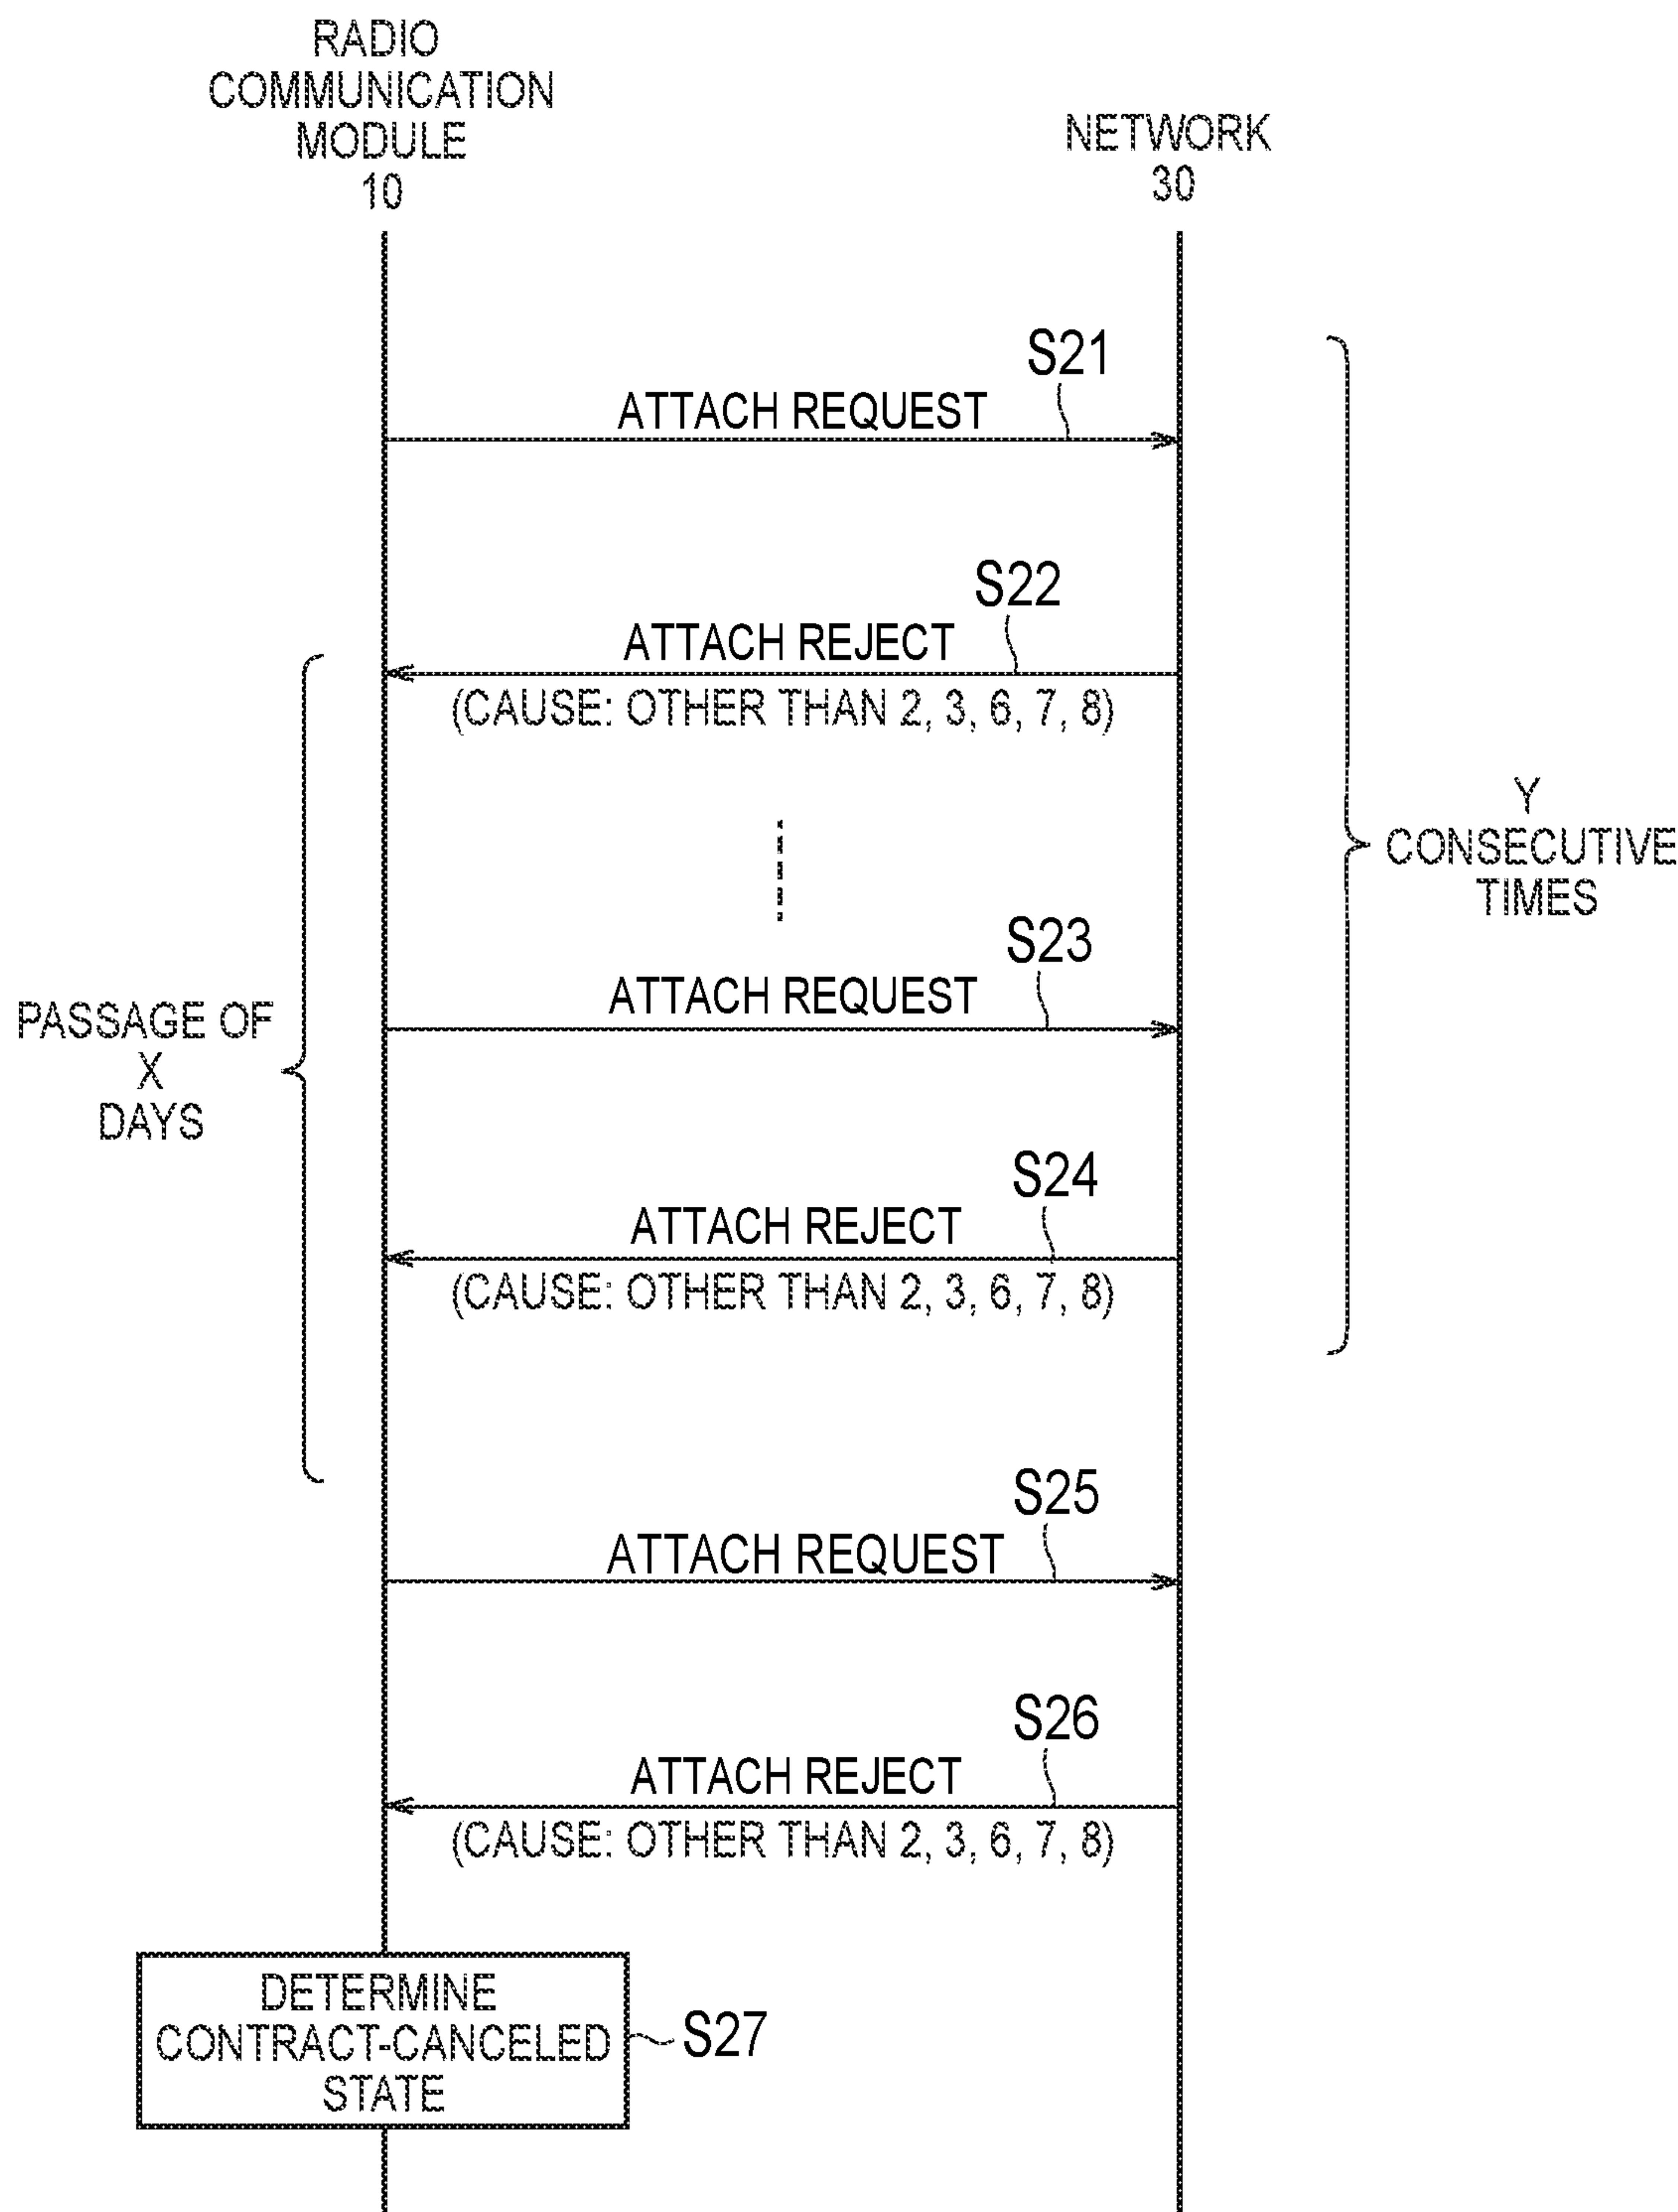 RADIO
COMMUNICATION
MODULE
10
NETWORK
30
S21
ATTACH REQUEST
S22
ATTACH REJECT
(CAUSE: OTHER THAN 2, 3, 6, 7, 8)
Y
CONSECUTIVE
TIMES
S23
ATTACH REQUEST
PASSAGE OF
X
DAYS
S24
ATTACH REJECT
(CAUSE: OTHER THAN 2, 3, 6, 7, 8)
S25
ATTACH REQUEST
S26
ATTACH REJECT
(CAUSE: OTHER THAN 2, 3, 6, 7, 8)
DETERMINE
CONTRACT-CANCELED
STATE
S27